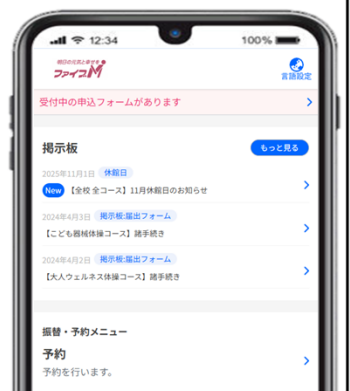 12:34
100%
明日の元気と幸せを
ファイブM
言語設定
受付中の申込フォームがあります
掲示板
もっと見る
2025年11月1日 休館日
New 【全校 全コース】11月休館日のお知らせ
2024年4月3日 掲示板:届出フォーム
【こども器械体操コース】諸手続き
2024年4月2日 掲示板:届出フォーム
【大人ウェルネス体操コース】諸手続き
振替・予約メニュー
予約
予約を行います。